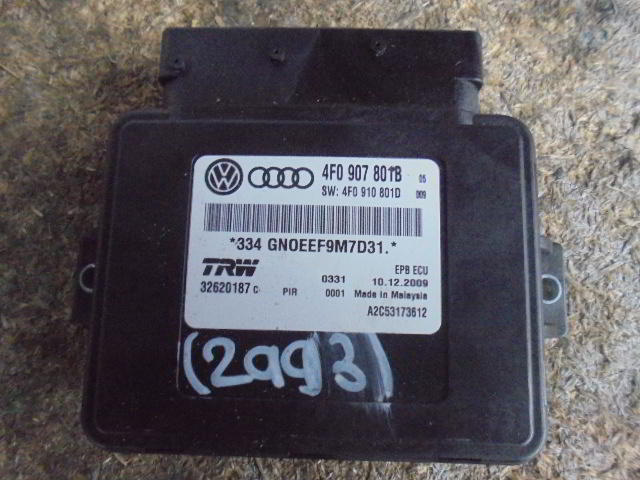 4F0 907 801B 05
SW: 4F0 910 801D 009
*334 GN0EEF9M7D31.*
TRW EPB ECU
0331 10.12.2009
32620187 C PIR 0001 Made in Malaysia
A2C53173612
(2993)